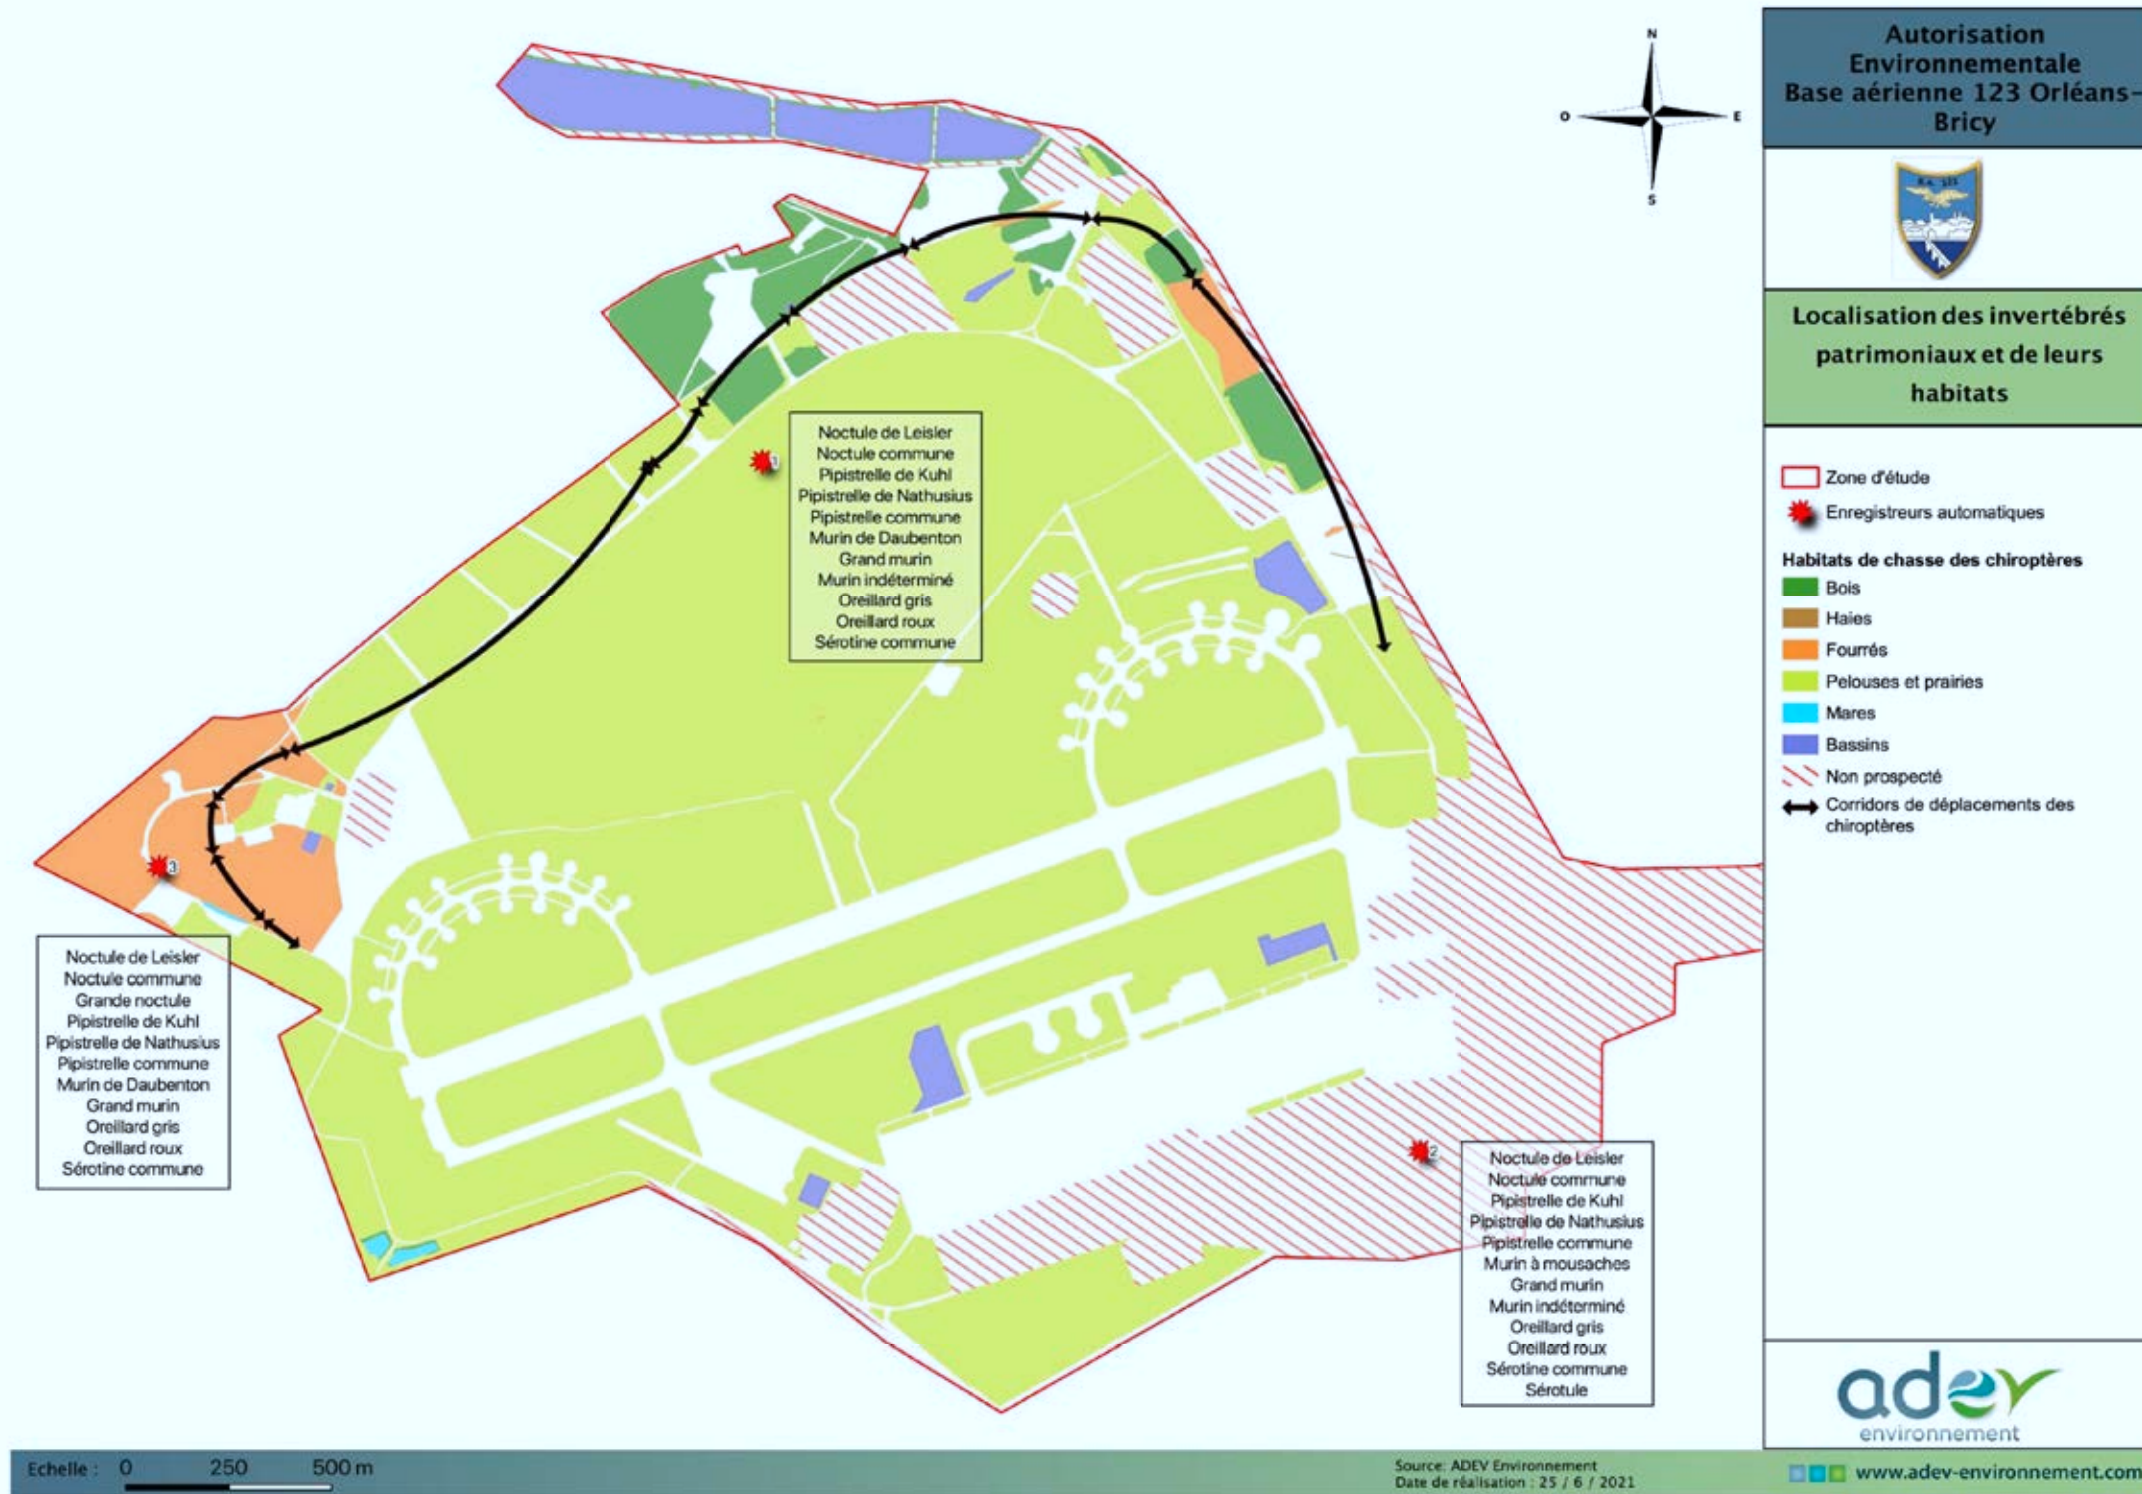 N
O
E
S
Autorisation
Environnementale
Base aérienne 123 Orléans-
Bricy
Localisation des invertébrés
patrimoniaux et de leurs
habitats
Zone d'étude
Enregistreurs automatiques
Habitats de chasse des chiroptères
Bois
Haies
Fourrés
Pelouses et prairies
Mares
Bassins
Non prospecté
Corridors de déplacements des
chiroptères
1
Noctule de Leisler
Noctule commune
Pipistrelle de Kuhl
Pipistrelle de Nathusius
Pipistrelle commune
Murin de Daubenton
Grand murin
Murin indéterminé
Oreillard gris
Oreillard roux
Sérotine commune
3
Noctule de Leisler
Noctule commune
Grande noctule
Pipistrelle de Kuhl
Pipistrelle de Nathusius
Pipistrelle commune
Murin de Daubenton
Grand murin
Oreillard gris
Oreillard roux
Sérotine commune
2
Noctule de Leisler
Noctule commune
Pipistrelle de Kuhl
Pipistrelle de Nathusius
Pipistrelle commune
Murin à mousaches
Grand murin
Murin indéterminé
Oreillard gris
Oreillard roux
Sérotine commune
Sérotule
adev
environnement
Echelle : 0 250 500 m
Source: ADEV Environnement
Date de réalisation : 25 / 6 / 2021
www.adev-environnement.com